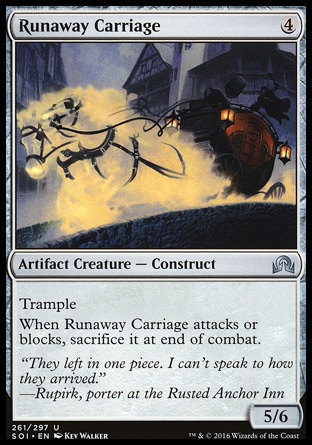 Runaway Carriage 4
Artifact Creature — Construct
Trample
When Runaway Carriage attacks or
blocks, sacrifice it at end of combat.
“They left in one piece. I can’t speak to how
they arrived.”
—Rupirk, porter at the Rusted Anchor Inn
5/6
261/297 U
SOI • EN Kev Walker
™ & © 2016 Wizards of the Coast